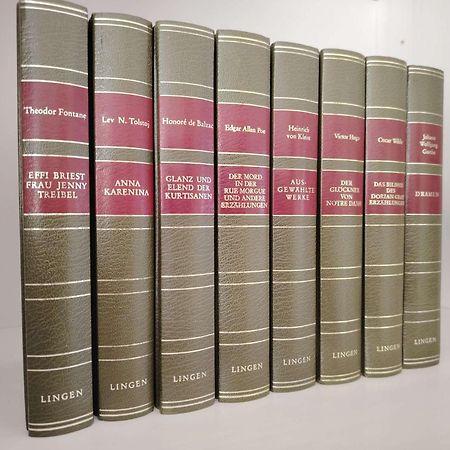 Theodor Fontane
EFFI BRIEST
FRAU JENNY
TREIBEL
LINGEN
Lev N. Tolstoj
ANNA
KARENINA
LINGEN
Honoré de Balzac
GLANZ UND
ELEND DER
KURTISANEN
LINGEN
Edgar Allan Poe
DER MORD
IN DER
RUE MORGUE
UND ANDERE
ERZÄHLUNGEN
LINGEN
Heinrich
von Kleist
AUS-
GEWÄHLTE
WERKE
LINGEN
Victor Hugo
DER
GLÖCKNER
VON
NOTRE DAME
LINGEN
Oscar Wilde
DAS BILDNIS
DES
DORIAN GRAY
ERZÄHLUNGEN
LINGEN
Johann
Wolfgang
Goethe
DRAMEN
LINGEN